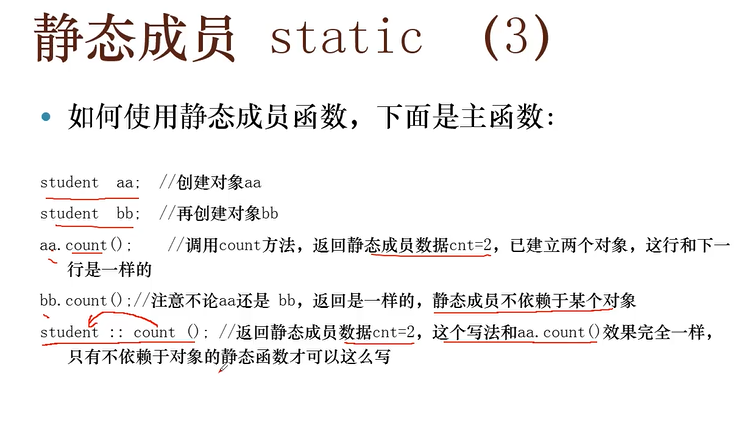 静态成员 static （3）
• 如何使用静态成员函数，下面是主函数：
student aa; //创建对象aa
student bb; //再创建对象bb
aa.count(); //调用count方法，返回静态成员数据cnt=2，已建立两个对象，这行和下一
行是一样的
bb.count();//注意不论aa还是 bb，返回是一样的，静态成员不依赖于某个对象
student :: count (); //返回静态成员数据cnt=2，这个写法和aa.count()效果完全一样，
只有不依赖于对象的静态函数才可以这么写